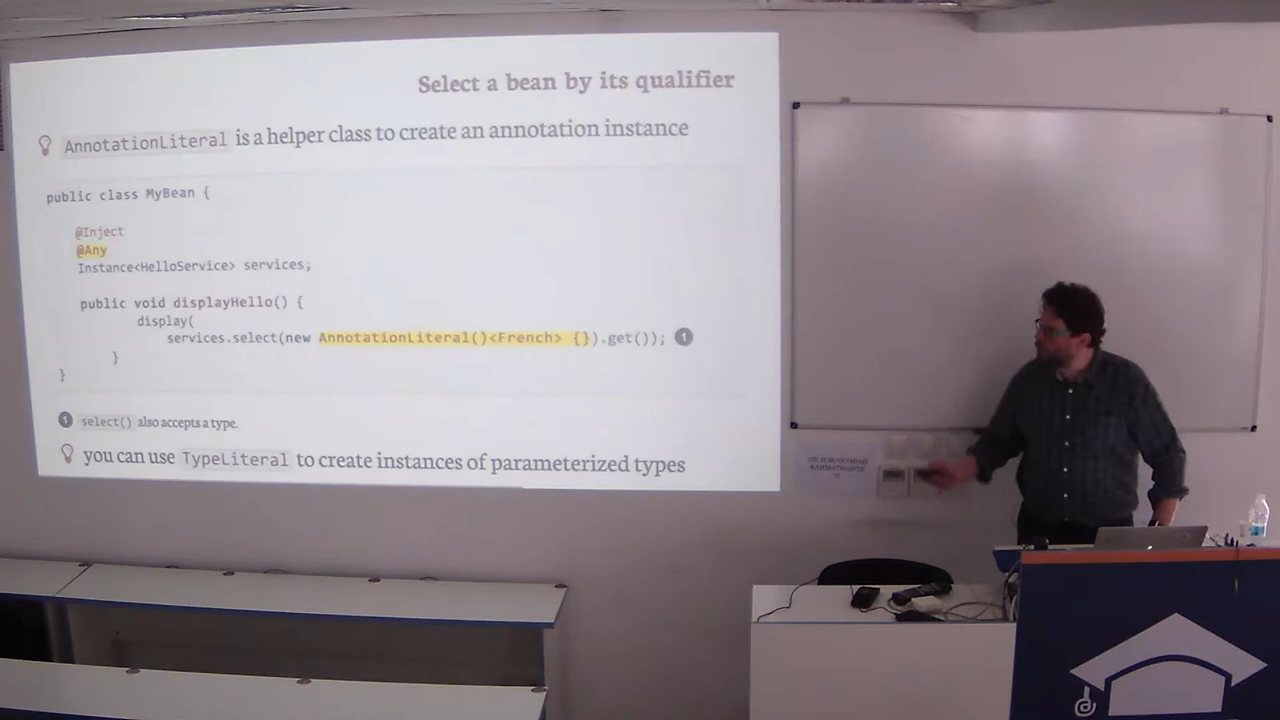 Select a bean by its qualifier
AnnotationLiteral is a helper class to create an annotation instance
public class MyBean {
@Inject
@Any
Instance<HelloService> services;
public void displayHello() {
display(
services.select(new AnnotationLiteral()<French> {}).get()); 1
}
}
1 select() also accepts a type.
you can use TypeLiteral to create instances of parameterized types